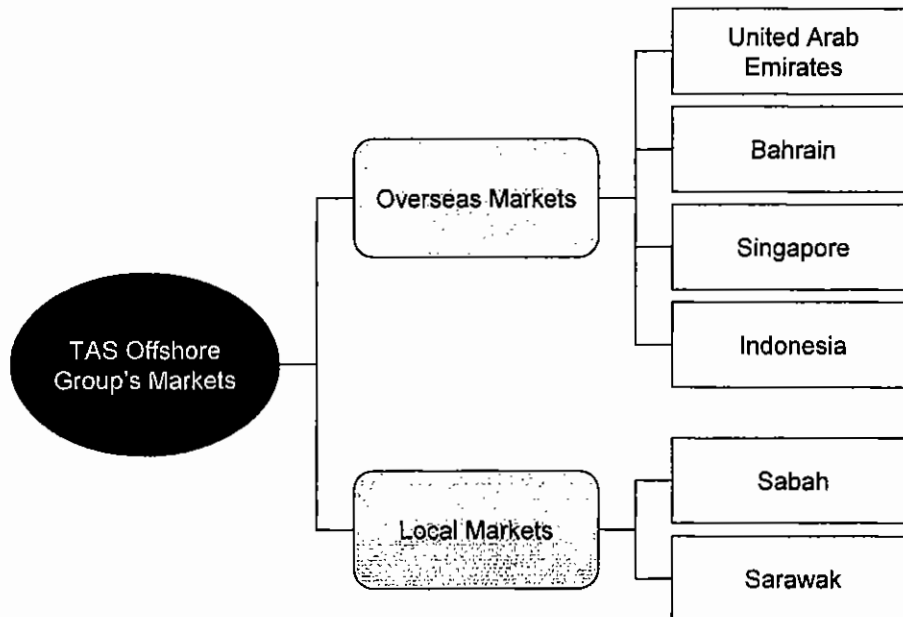 United Arab
Emirates
Bahrain
Overseas Markets
Singapore
TAS Offshore
Group's Markets
Indonesia
Sabah
Local Markets
Sarawak